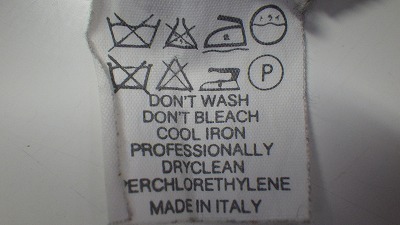 P
DON'T WASH
DON'T BLEACH
COOL IRON
PROFESSIONALLY
DRYCLEAN
PERCHLORETHYLENE
MADE IN ITALY